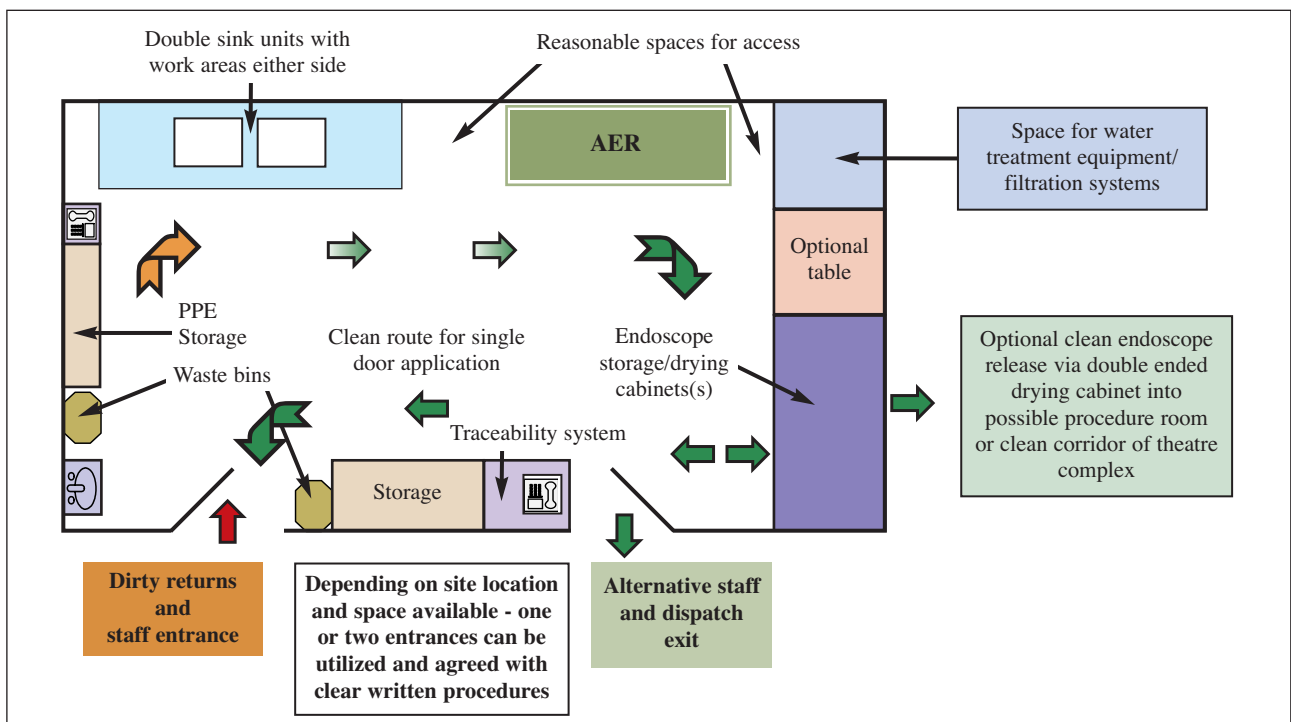 Double sink units with
work areas either side
Reasonable spaces for access
AER
Space for water
treatment equipment/
filtration systems
Optional
table
PPE
Storage
Waste bins
Clean route for single
door application
Endoscope
storage/drying
cabinets(s)
Optional clean endoscope
release via double ended
drying cabinet into
possible procedure room
or clean corridor of theatre
complex
Traceability system
Storage
Dirty returns
and
staff entrance
Depending on site location
and space available - one
or two entrances can be
utilized and agreed with
clear written procedures
Alternative staff
and dispatch
exit